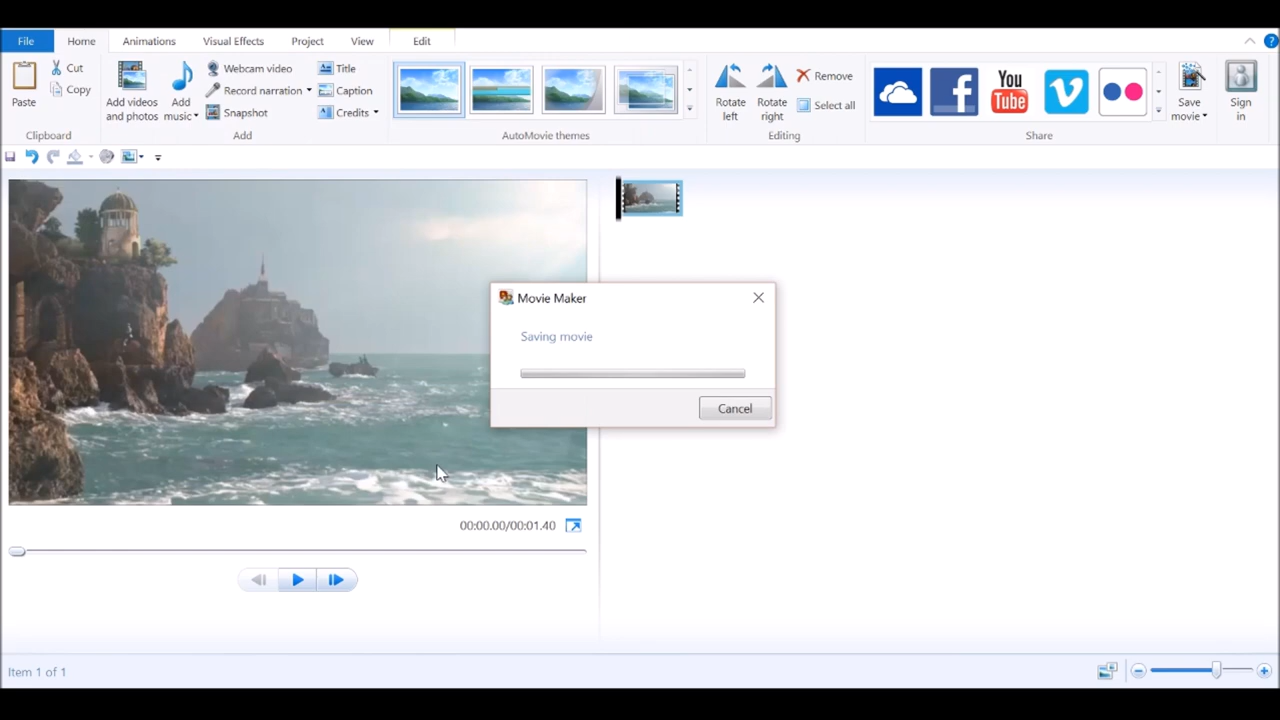 File Home Animations Visual Effects Project View Edit
Cut
Copy
Paste
Clipboard
Add videos
and photos
Add
music
Webcam video
Record narration
Snapshot
Title
Caption
Credits
Add
AutoMovie themes
Rotate
left
Rotate
right
Remove
Select all
Editing
f
You
Tube
Share
Save
movie
Sign
in
?
Movie Maker
Saving movie
Cancel
00:00.00/00:01.40
Item 1 of 1